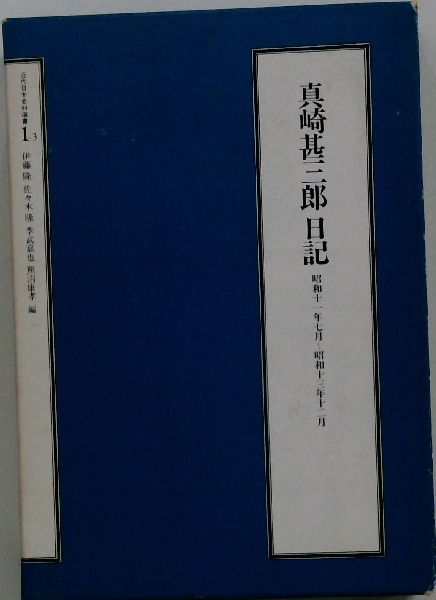 真崎甚三郎日記
昭和十一年七月~昭和十三年十二月
近代日本史料選書
1-3
伊藤隆 佐々木隆 季武嘉也 照沼康孝 編